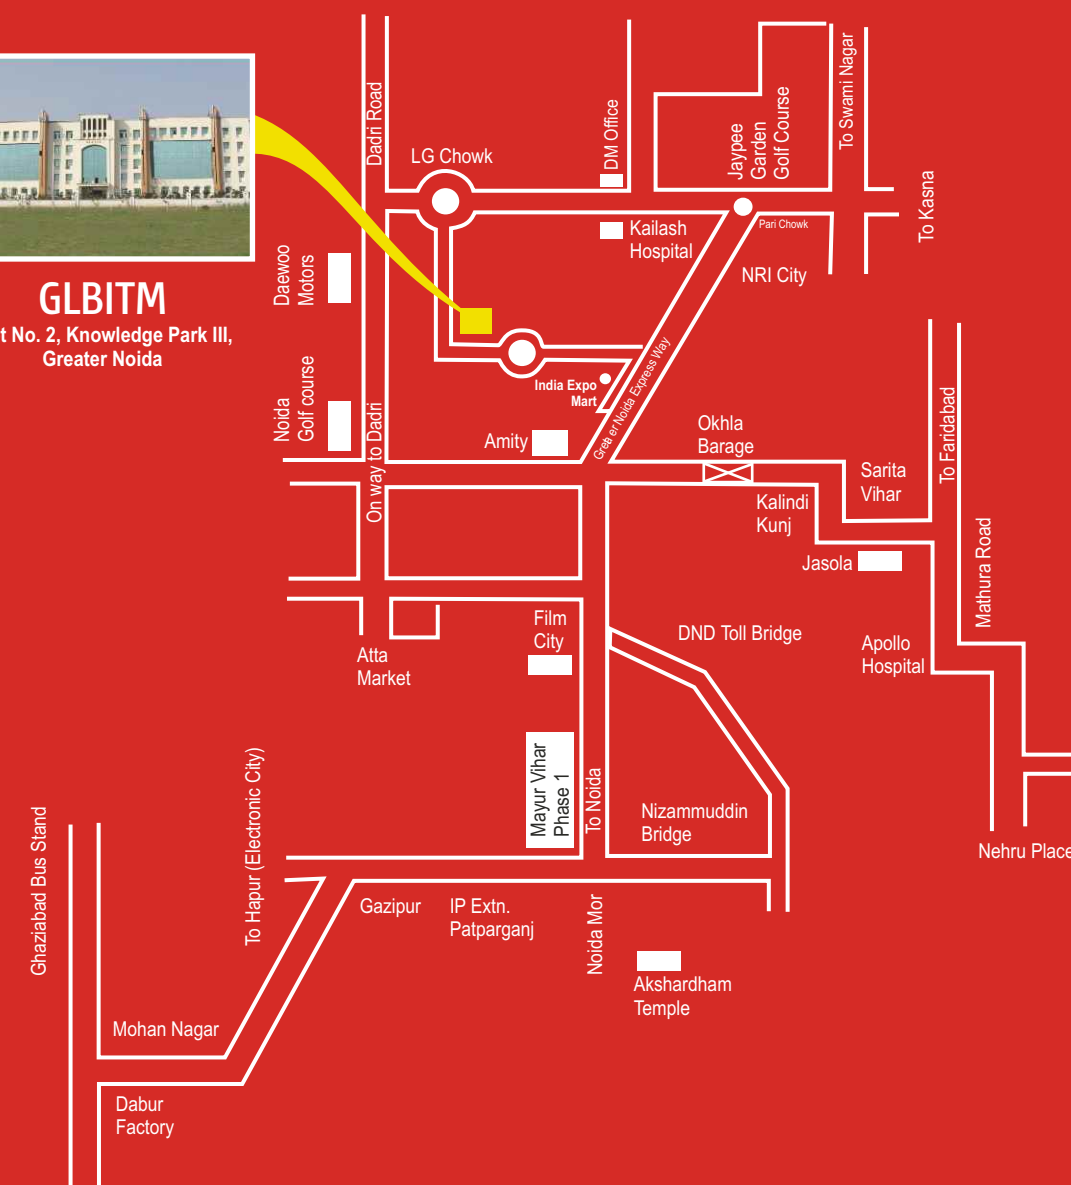 Dadri Road
LG Chowk
DM Office
Jaypee
Garden
Golf Course
To Swami Nagar
To Kasna
Pari Chowk
Kailash
Hospital
NRI City
Daewoo
Motors
GLBITM
t No. 2, Knowledge Park III,
Greater Noida
Noida
Golf course
On way to Dadri
India Expo
Mart
Greater Noida Express Way
Amity
Okhla
Barage
Kalindi
Kunj
Sarita
Vihar
To Faridabad
Jasola
Mathura Road
Film
City
DND Toll Bridge
Apollo
Hospital
Atta
Market
Mayur Vihar
Phase 1
To Noida
Nizammuddin
Bridge
Nehru Place
Ghaziabad Bus Stand
To Hapur (Electronic City)
Gazipur
IP Extn.
Patparganj
Noida Mor
Akshardham
Temple
Mohan Nagar
Dabur
Factory